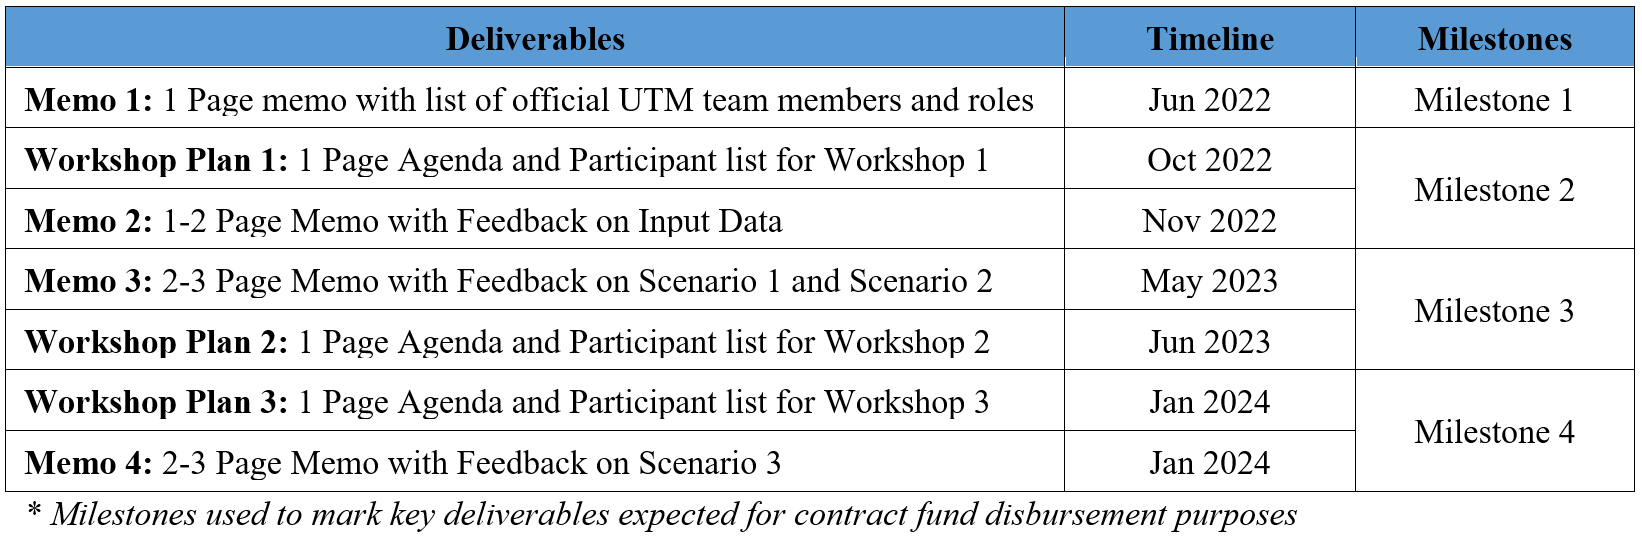 Deliverables Timeline Milestones
Memo 1: 1 Page memo with list of official UTM team members and roles Jun 2022 Milestone 1
Workshop Plan 1: 1 Page Agenda and Participant list for Workshop 1 Oct 2022
Milestone 2
Memo 2: 1-2 Page Memo with Feedback on Input Data Nov 2022
Memo 3: 2-3 Page Memo with Feedback on Scenario 1 and Scenario 2 May 2023
Milestone 3
Workshop Plan 2: 1 Page Agenda and Participant list for Workshop 2 Jun 2023
Workshop Plan 3: 1 Page Agenda and Participant list for Workshop 3 Jan 2024
Milestone 4
Memo 4: 2-3 Page Memo with Feedback on Scenario 3 Jan 2024
* Milestones used to mark key deliverables expected for contract fund disbursement purposes